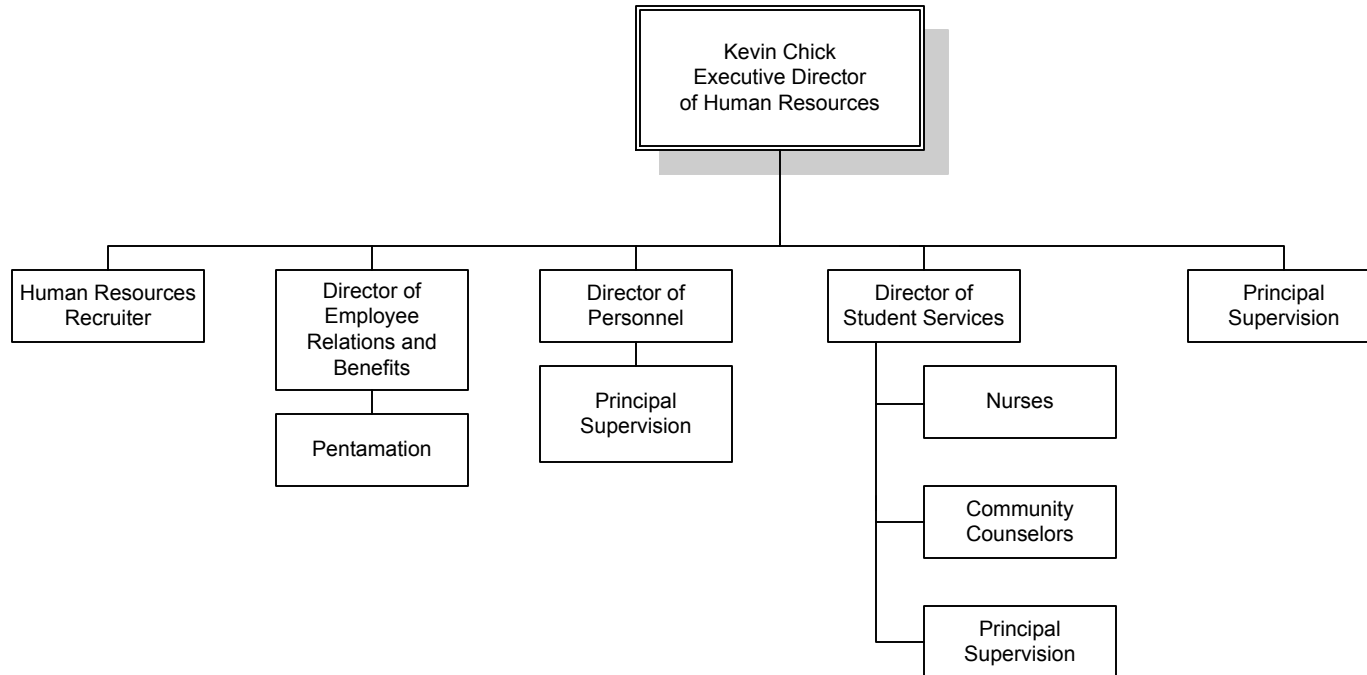 Kevin Chick
Executive Director
of Human Resources
Human Resources
Recruiter
Director of
Employee
Relations and
Benefits
Pentamation
Director of
Personnel
Principal
Supervision
Director of
Student Services
Nurses
Community
Counselors
Principal
Supervision
Principal
Supervision